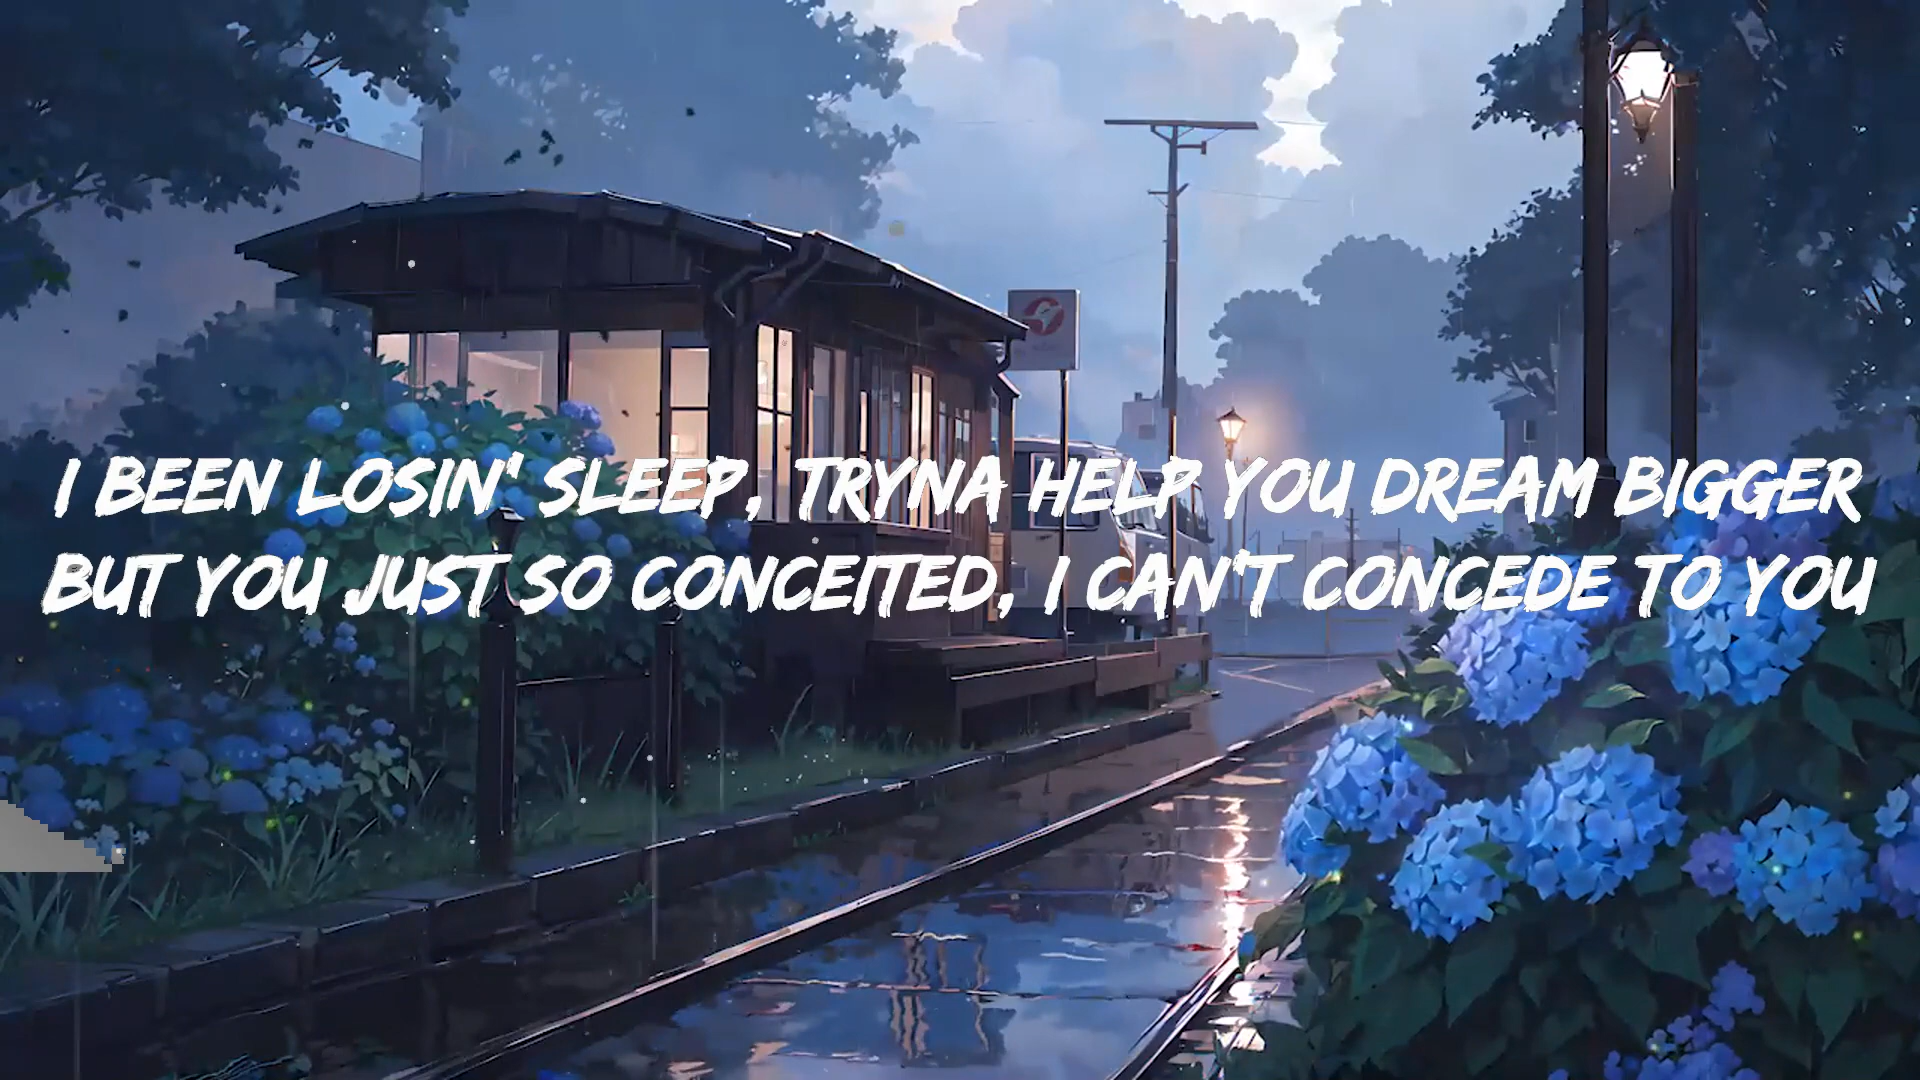 I BEEN LOSIN' SLEEP, TRYNA HELP YOU DREAM BIGGER
BUT YOU JUST SO CONCEITED, I CAN'T CONCEDE TO YOU